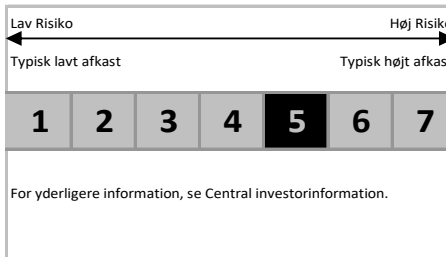 Lav Risiko Høj Risiko
Typisk lavt afkast Typisk højt afkas
1 2 3 4 5 6 7
For yderligere information, se Central investorinformation.